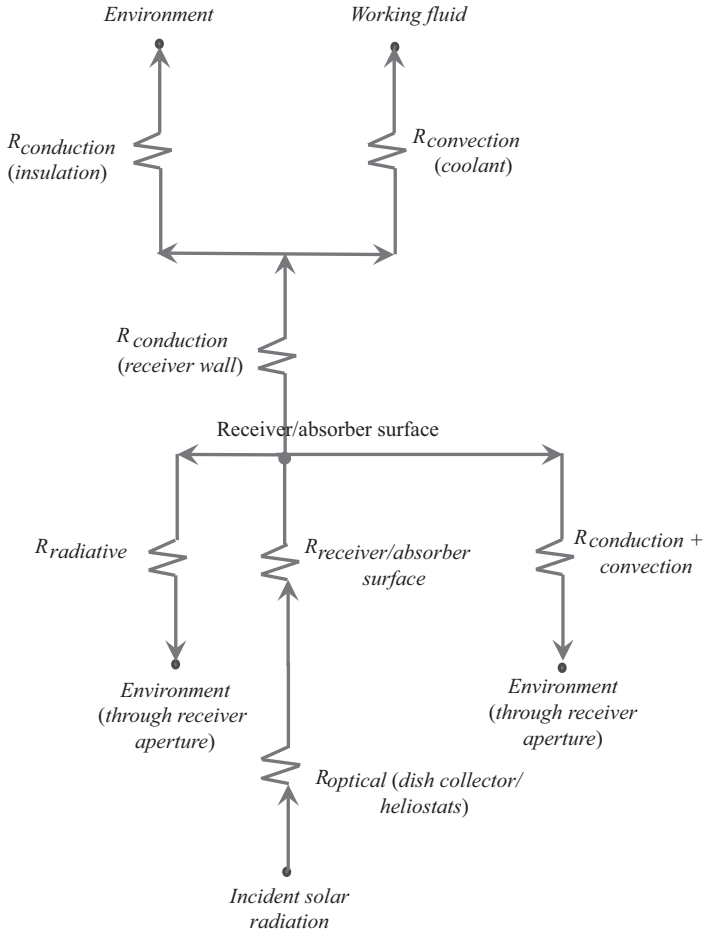 Environment
Working fluid
R conduction
(insulation)
R convection
(coolant)
R conduction
(receiver wall)
Receiver/absorber surface
R radiative
R receiver/absorber
surface
R conduction +
convection
Environment
(through receiver
aperture)
Environment
(through receiver
aperture)
R optical (dish collector/
heliostats)
Incident solar
radiation